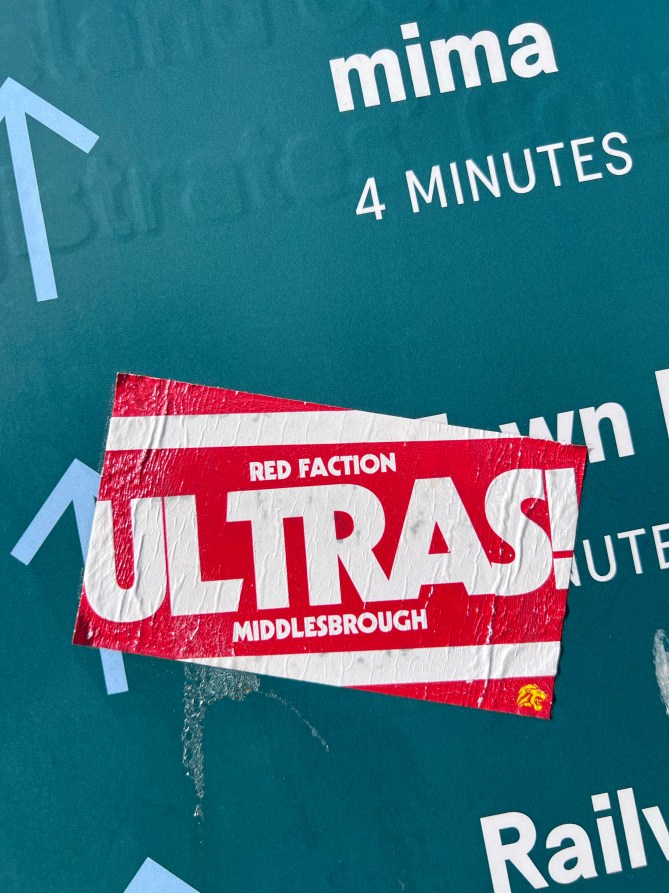 mima
4 MINUTES
RED FACTION
ULTRAS!
MIDDLESBROUGH